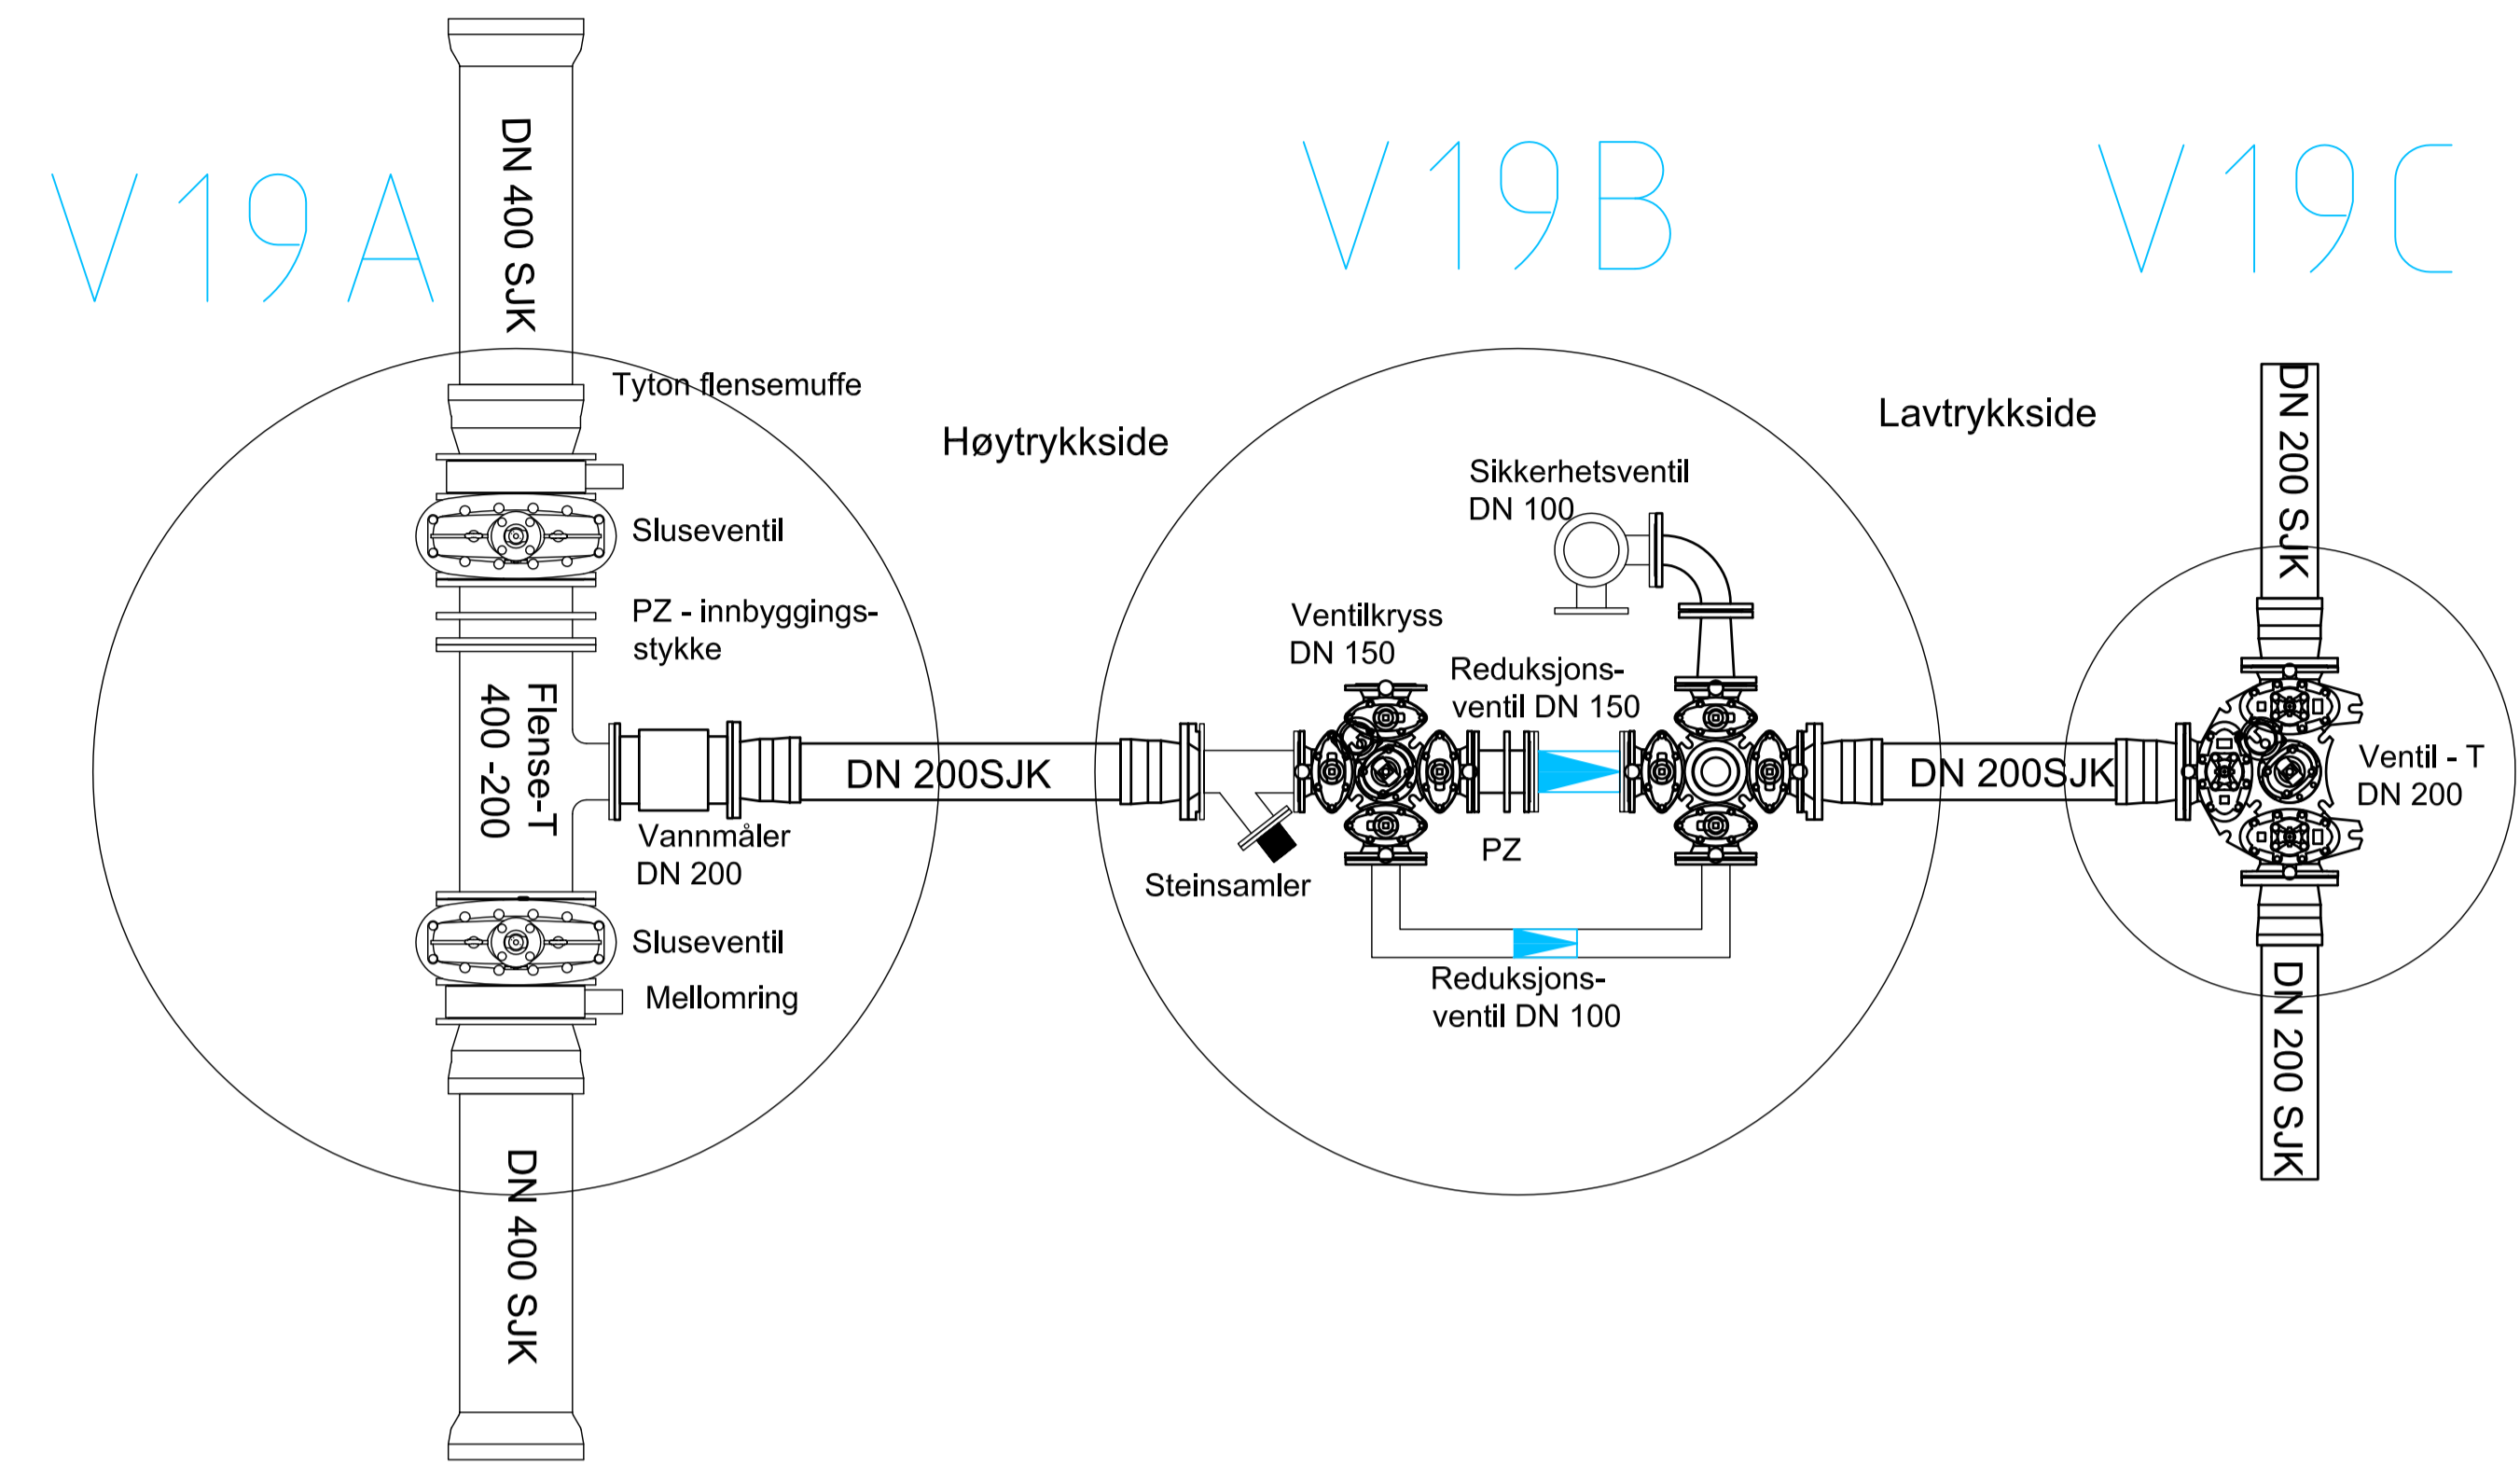 V19A
V19B
V19C
DN 400 SJK
Tyton flensemuffe
Høytrykkside
Lavtrykkside
DN 200 SJK
Sikkerhetsventil
DN 100
Sluseventil
PZ - innbyggings-
stykke
Ventilkryss
DN 150
Reduksjons-
ventil DN 150
Flense-T
400 -200
DN 200SJK
DN 200SJK
Ventil - T
DN 200
Vannmåler
DN 200
PZ
Steinsamler
Sluseventil
Mellomring
Reduksjons-
ventil DN 100
DN 200 SJK
DN 400 SJK